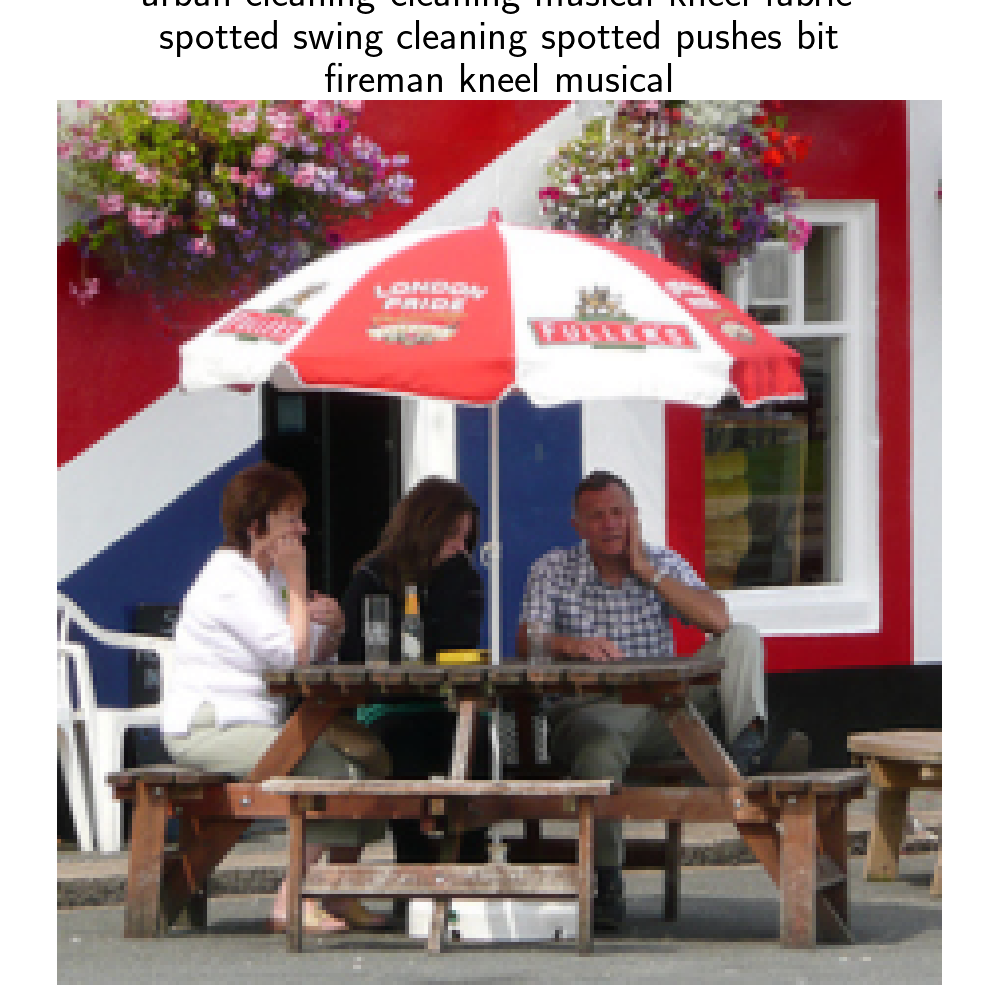 urban cleaning cleaning musical kneel fabric
spotted swing cleaning spotted pushes bit
fireman kneel musical
LONDON
PRIDE
FULLERS